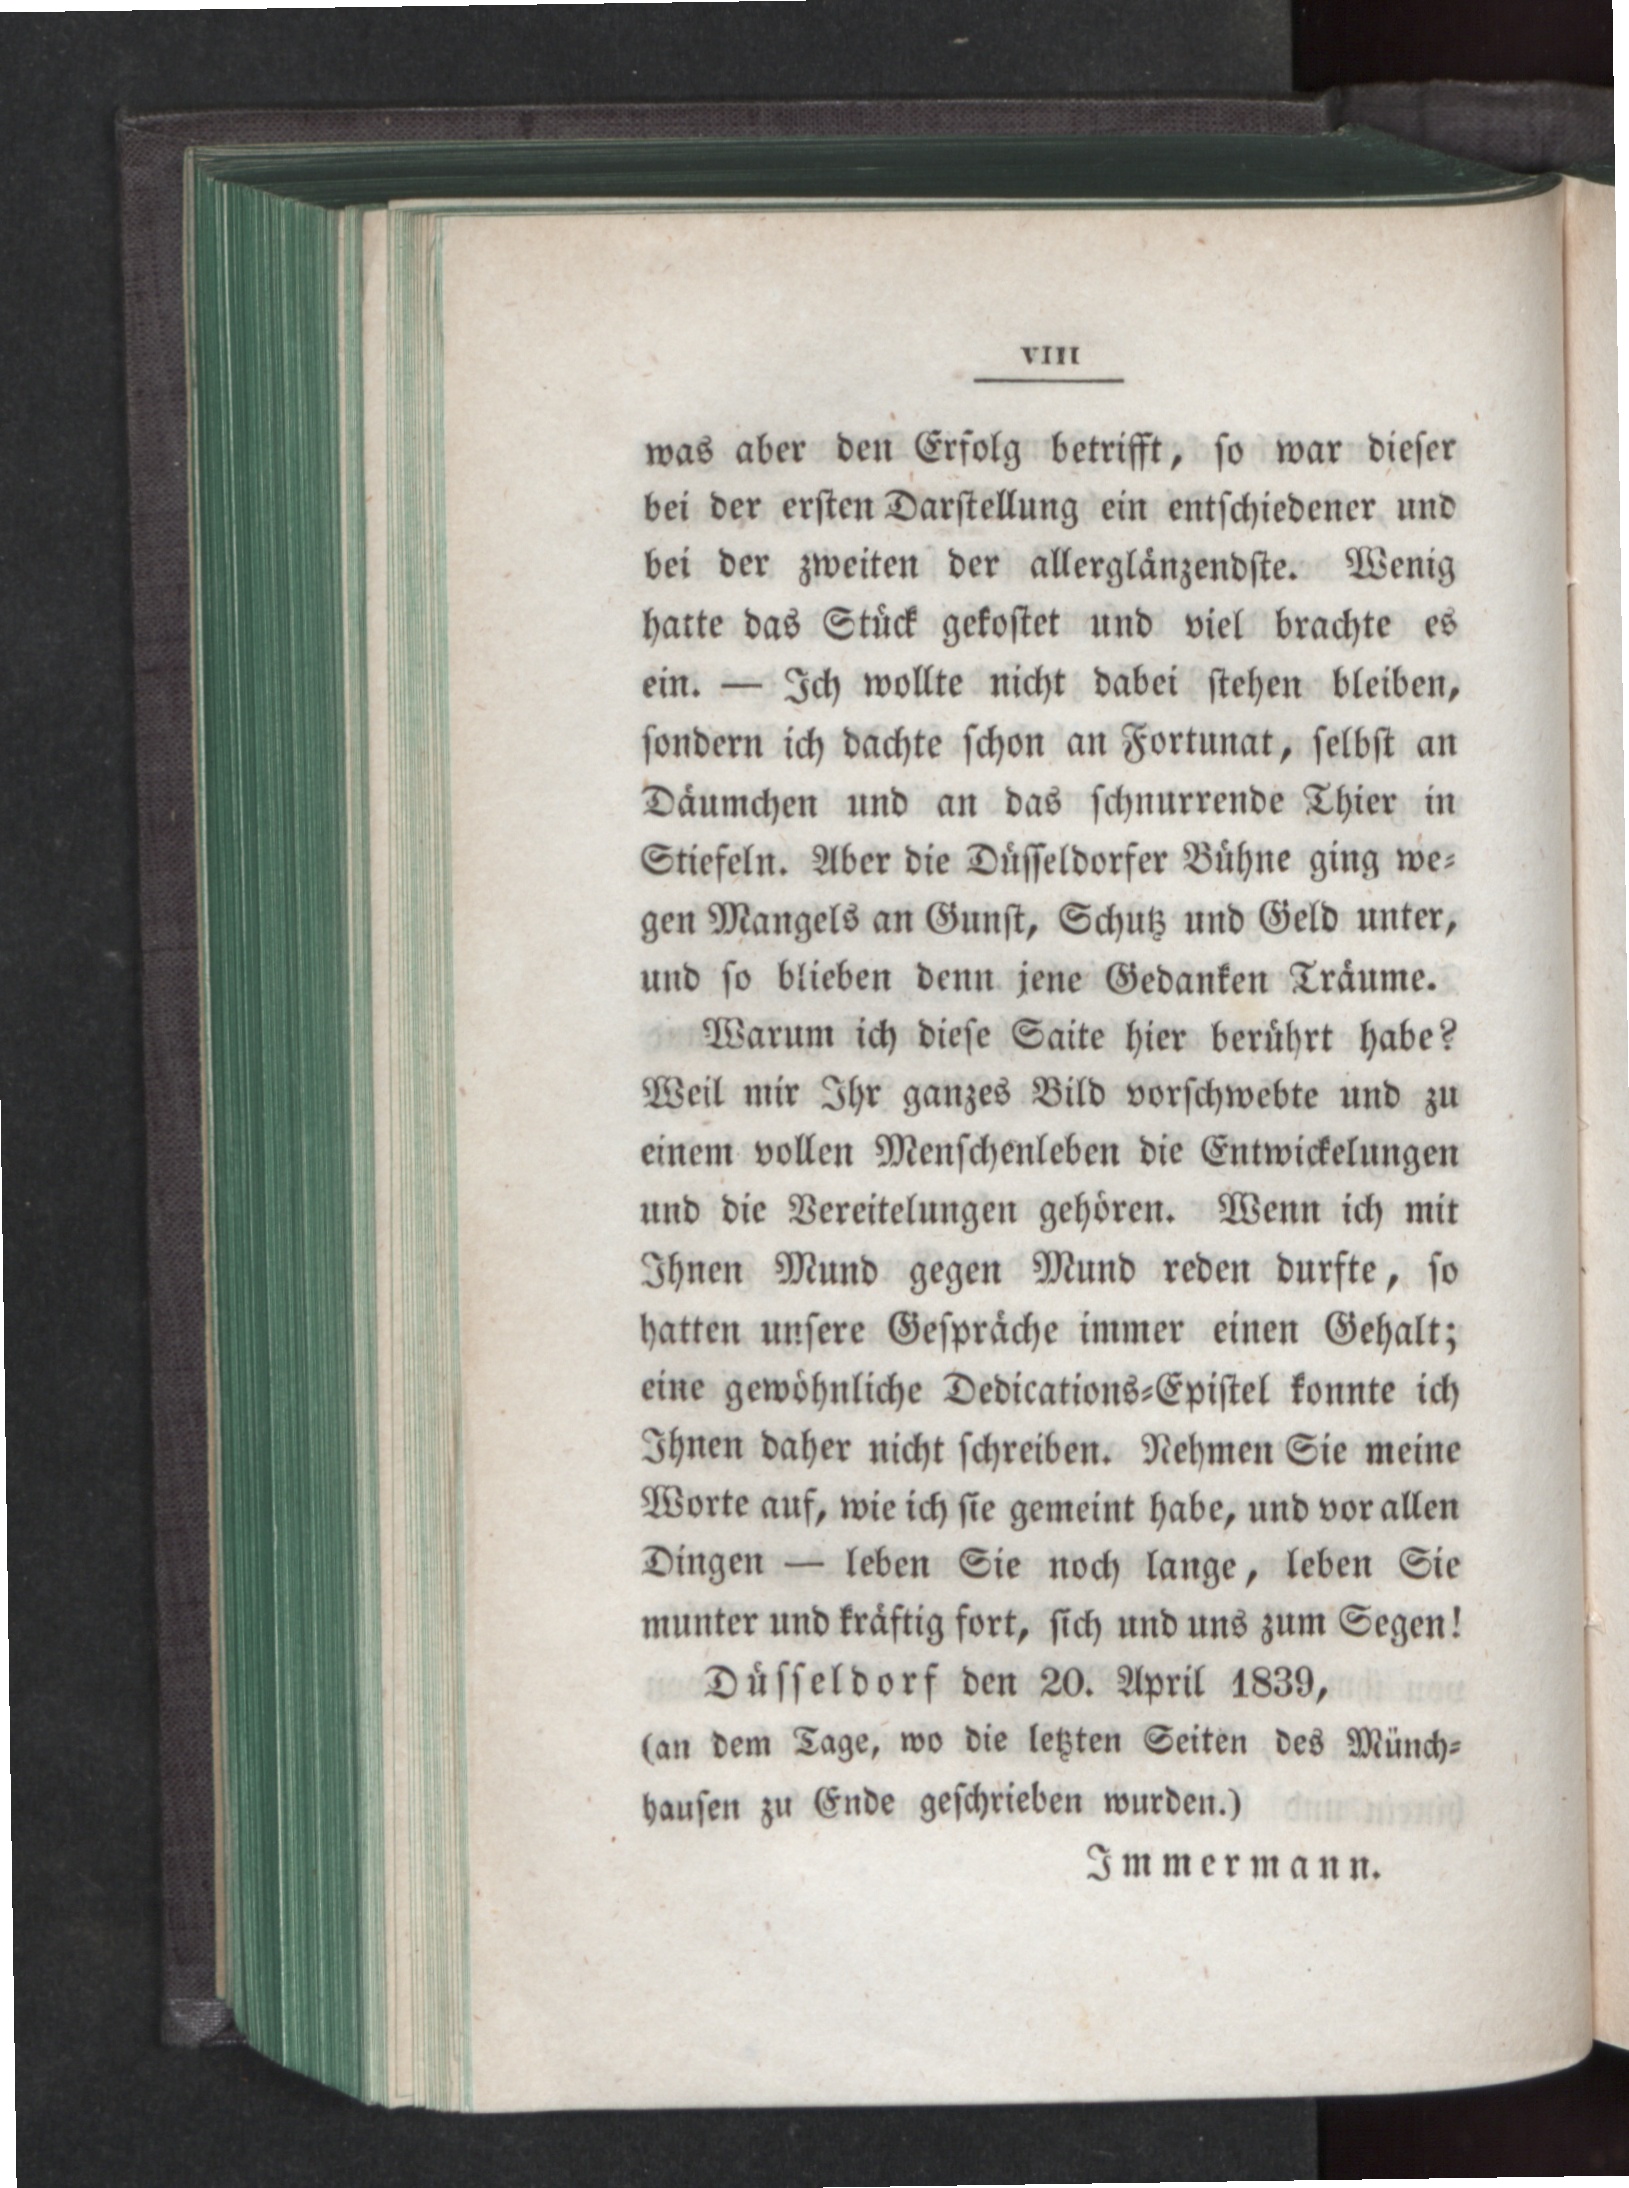 VIII
was aber den Erfolg betrifft, ſo war dieſer
bei der erſten Darſtellung ein entſchiedener und
bei der zweiten der allerglänzendſte. Wenig
hatte das Stück gekoſtet und viel brachte es
ein. — Ich wollte nicht dabei ſtehen bleiben,
ſondern ich dachte ſchon an Fortunat, ſelbſt an
Däumchen und an das ſchnurrende Thier in
Stiefeln. Aber die Düſſeldorfer Bühne ging we-
gen Mangels an Gunſt, Schutz und Geld unter,
und ſo blieben denn jene Gedanken Träume.
Warum ich dieſe Saite hier berührt habe?
Weil mir Ihr ganzes Bild vorſchwebte und zu
einem vollen Menſchenleben die Entwickelungen
und die Vereitelungen gehören. Wenn ich mit
Ihnen Mund gegen Mund reden durfte, ſo
hatten unſere Geſpräche immer einen Gehalt;
eine gewöhnliche Dedications-Epiſtel konnte ich
Ihnen daher nicht ſchreiben. Nehmen Sie meine
Worte auf, wie ich ſie gemeint habe, und vor allen
Dingen — leben Sie noch lange, leben Sie
munter und kräftig fort, ſich und uns zum Segen!
Düſſeldorf den 20. April 1839,
(an dem Tage, wo die letzten Seiten des Münch-
hauſen zu Ende geſchrieben wurden.)
Immermann.